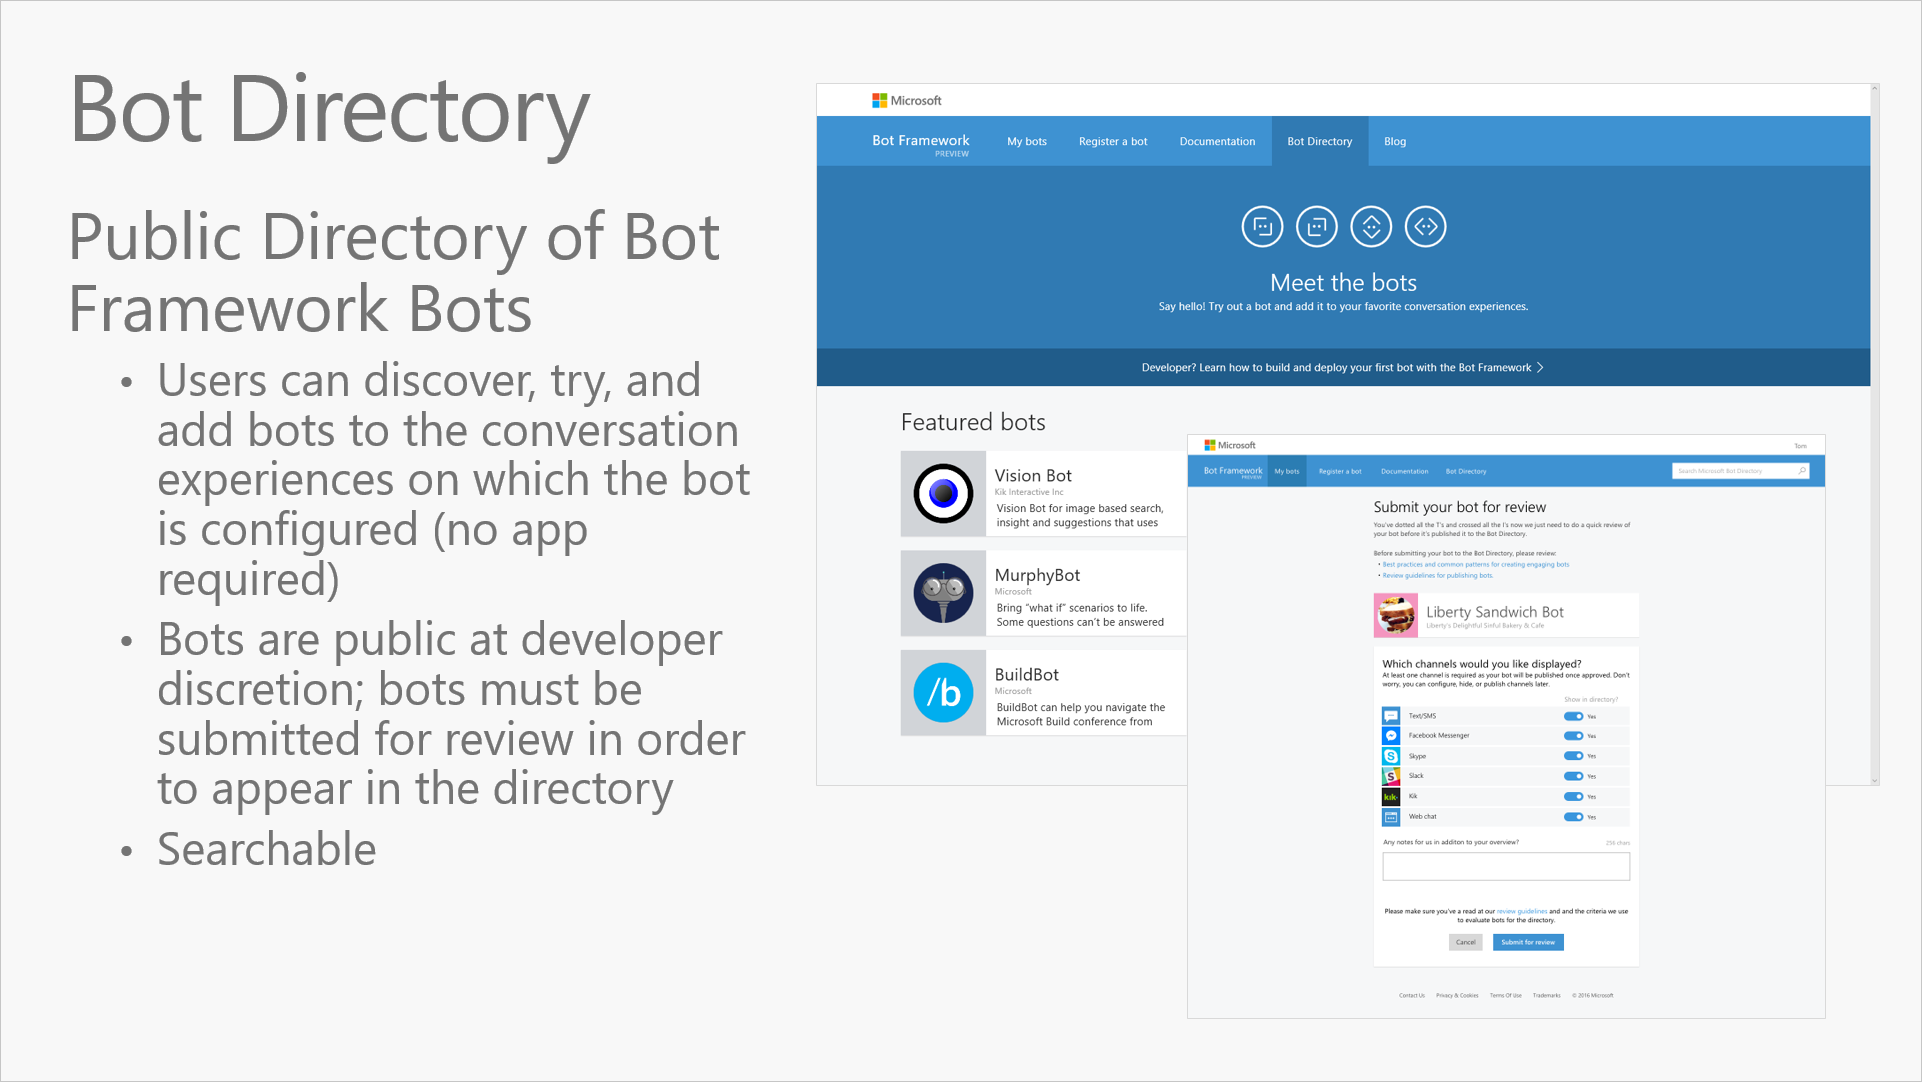 Bot Directory
Public Directory of Bot
Framework Bots
• Users can discover, try, and
add bots to the conversation
experiences on which the bot
is configured (no app
required)
• Bots are public at developer
discretion; bots must be
submitted for review in order
to appear in the directory
• Searchable
Microsoft
Bot Framework My bots Register a bot Documentation Bot Directory Blog
PREVIEW
Meet the bots
Say hello! Try out a bot and add it to your favorite conversation experiences.
Developer? Learn how to build and deploy your first bot with the Bot Framework
Featured bots
Vision Bot
Kik Interactive Inc
Vision Bot for image based search,
insight and suggestions that uses
MurphyBot
Microsoft
Bring "what if" scenarios to life.
Some questions can't be answered
/b
BuildBot
Microsoft
BuildBot can help you navigate the
Microsoft Build conference from
Microsoft Tom
Bot Framework My bots Register a bot Documentation Bot Directory Search Microsoft Bot Directory
PREVIEW
Submit your bot for review
You've dotted all the T's and crossed all the I's now we just need to do a quick review of
your bot before it's published it to the Bot Directory.
Before submitting your bot to the Bot Directory, please review:
• Best practices and common patterns for creating engaging bots
• Review guidelines for publishing bots
Liberty Sandwich Bot
Liberty's Delightful Sinful Bakery & Cafe
Which channels would you like displayed?
At least one channel is required as your bot will be published once approved. Don't
worry, you can configure, hide, or publish channels later.
Show in directory?
Text/SMS Yes
Facebook Messenger Yes
Skype Yes
Slack Yes
kik Kik Yes
Web chat Yes
Any notes for us in additon to your overview? 256 chars
Please make sure you've a read at our review guidelines and and the criteria we use
to evaluate bots for the directory.
Cancel Submit for review
Contact Us Privacy & Cookies Terms Of Use Trademarks © 2016 Microsoft